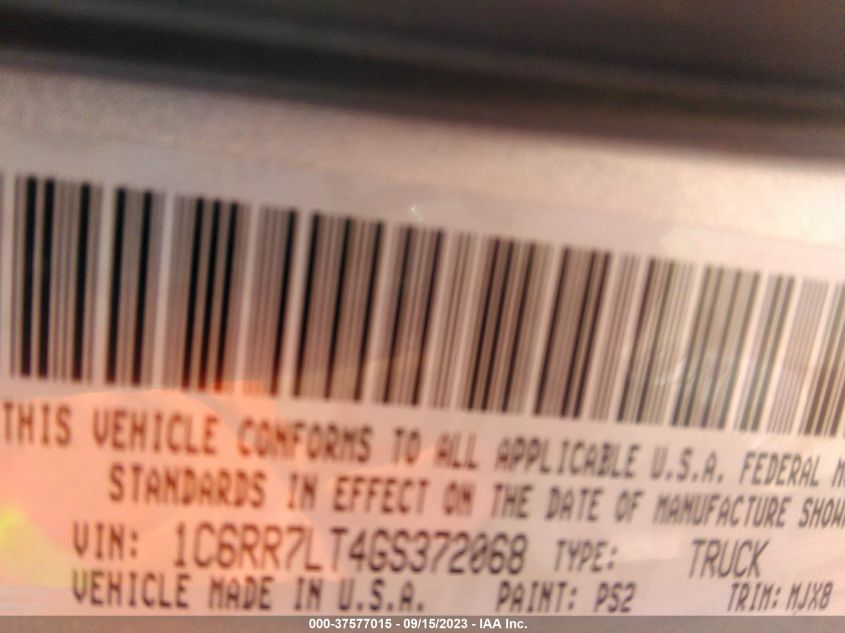 THIS VEHICLE CONFORMS TO ALL APPLICABLE U.S.A. FEDERAL M
STANDARDS IN EFFECT ON THE DATE OF MANUFACTURE SHOW
VIN: 1C6RR7LT4GS372068 TYPE: TRUCK
VEHICLE MADE IN U.S.A. PAINT: PS2 TRIM: MJX8
000-37577015 - 09/15/2023 - IAA Inc.